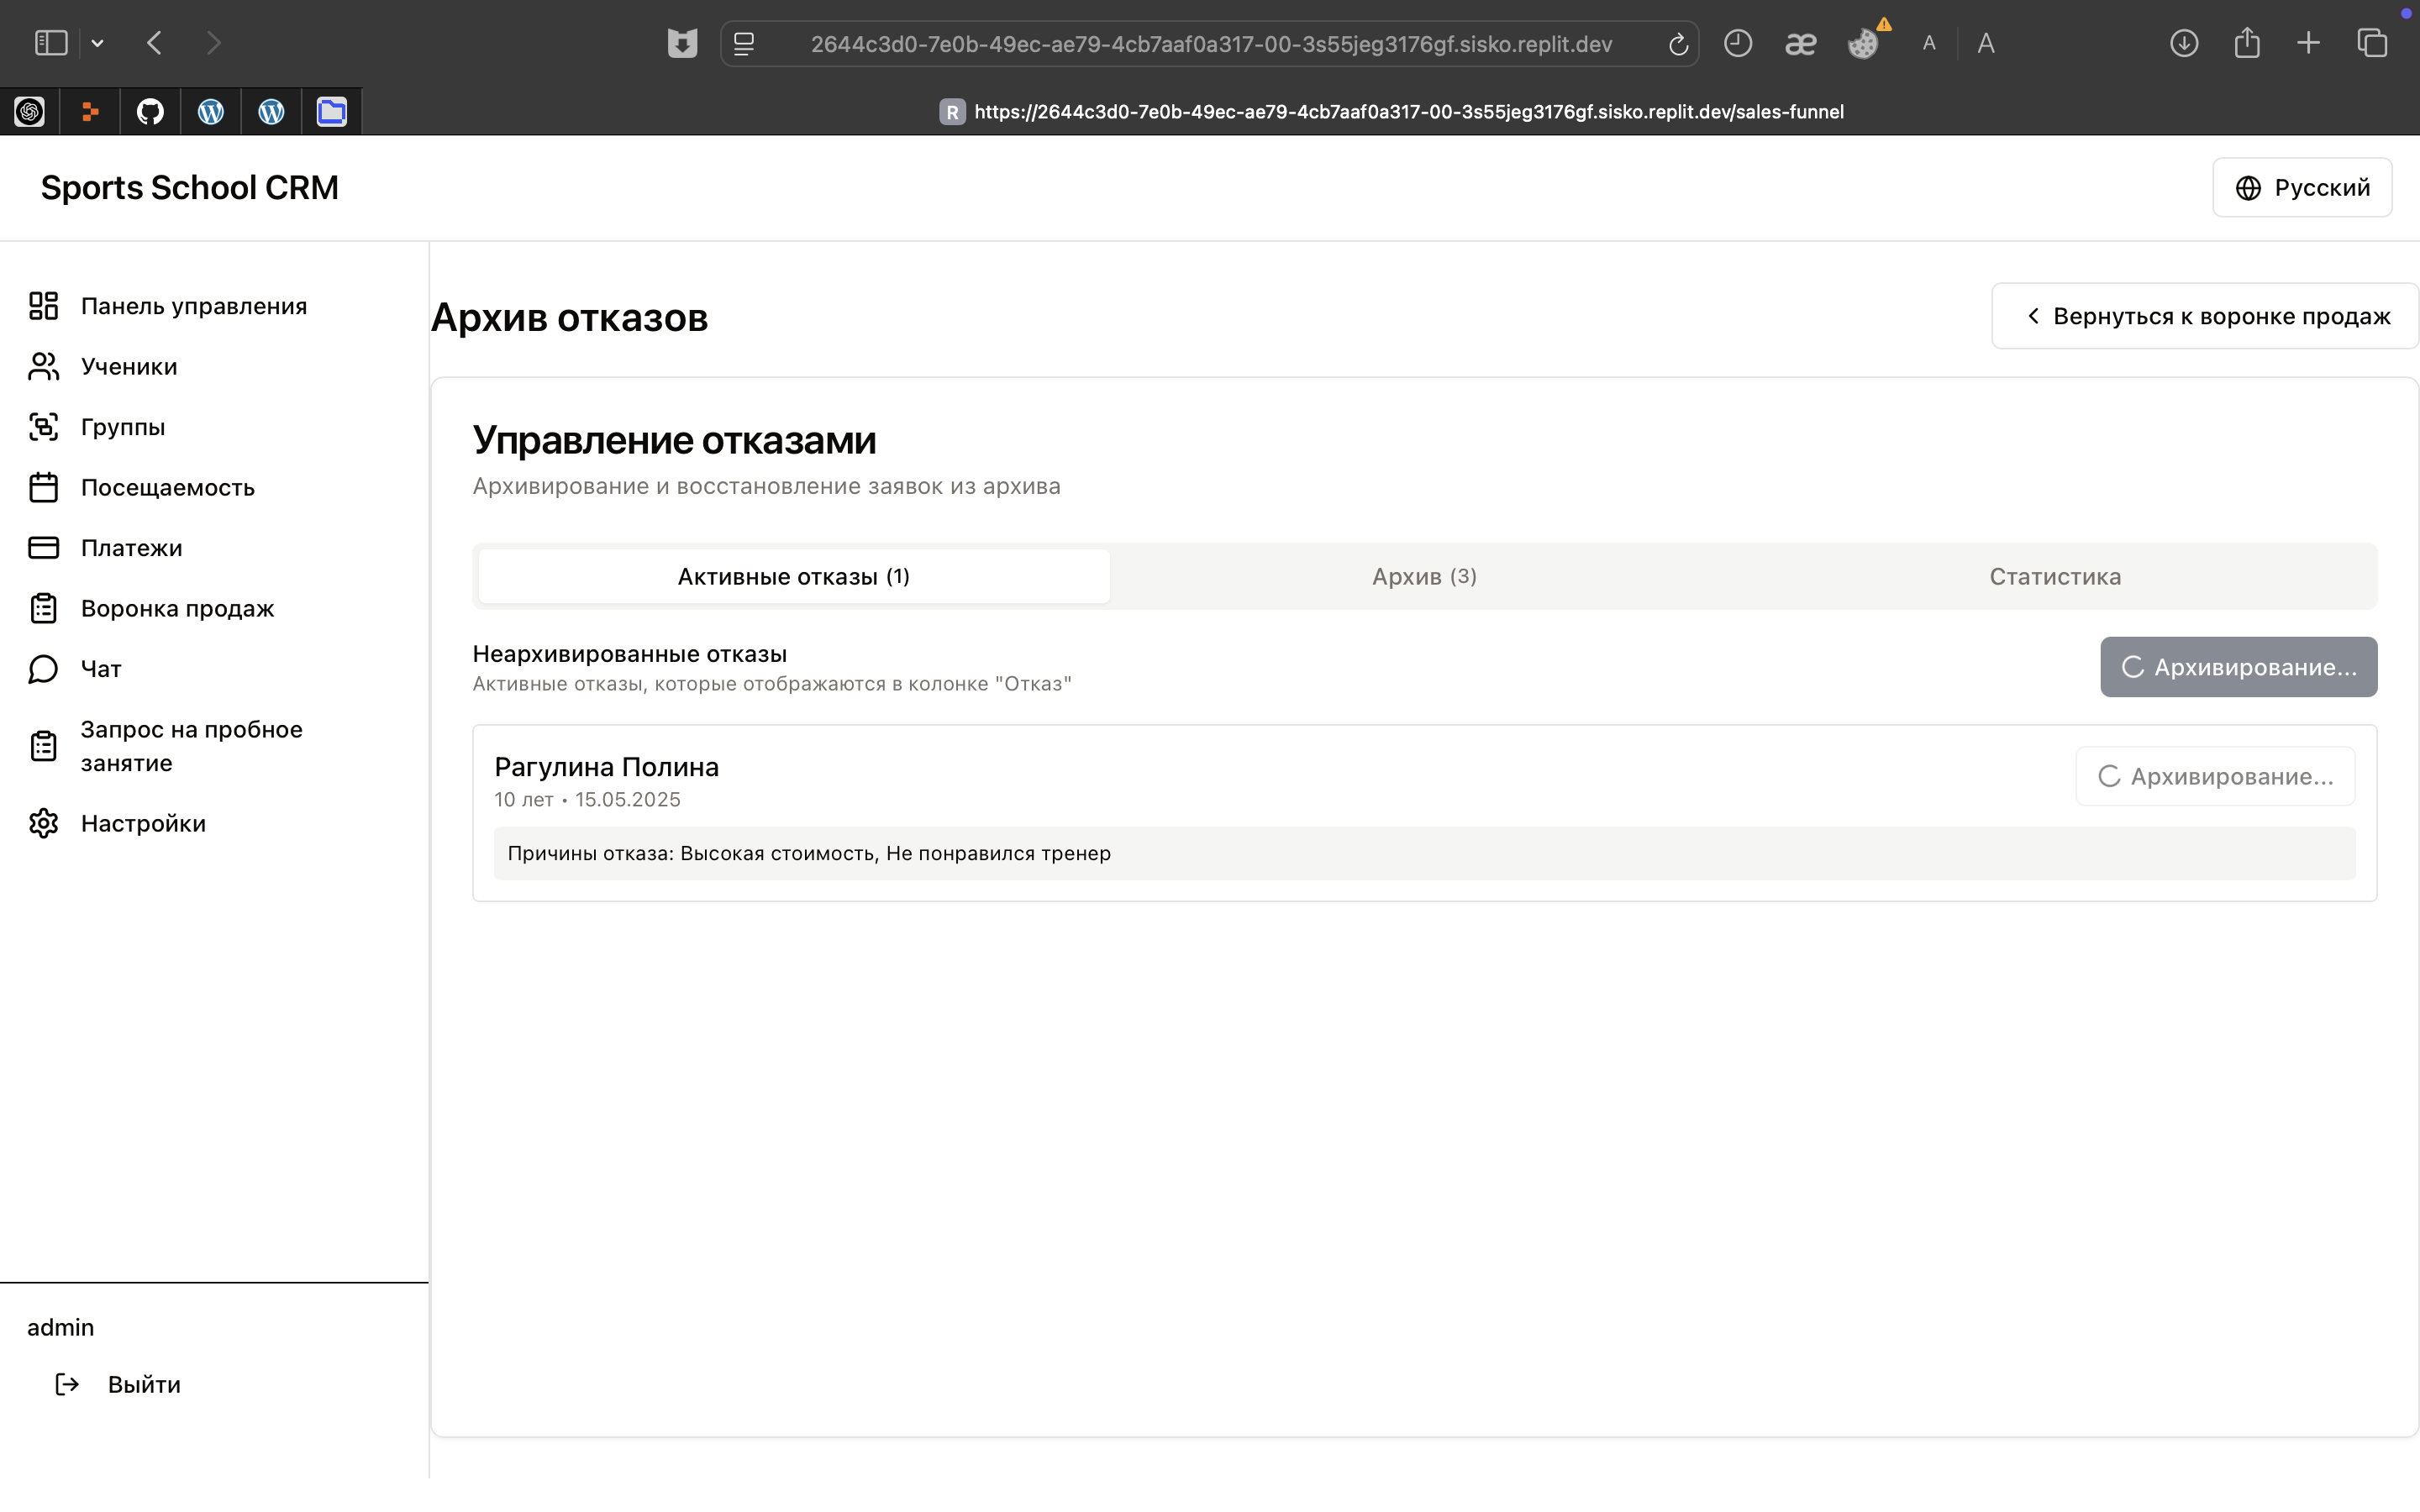 2644c3d0-7e0b-49ec-ae79-4cb7aaf0a317-00-3s55jeg3176gf.sisko.replit.dev
æ
A
A
R https://2644c3d0-7e0b-49ec-ae79-4cb7aaf0a317-00-3s55jeg3176gf.sisko.replit.dev/sales-funnel
Sports School CRM
Русский
Панель управления
Ученики
Группы
Посещаемость
Платежи
Воронка продаж
Чат
Запрос на пробное
занятие
Настройки
admin
Выйти
Архив отказов
Вернуться к воронке продаж
Управление отказами
Архивирование и восстановление заявок из архива
Активные отказы (1)
Архив (3)
Статистика
Неархивированные отказы
Активные отказы, которые отображаются в колонке "Отказ"
Архивирование...
Рагулина Полина
10 лет • 15.05.2025
Архивирование...
Причины отказа: Высокая стоимость, Не понравился тренер